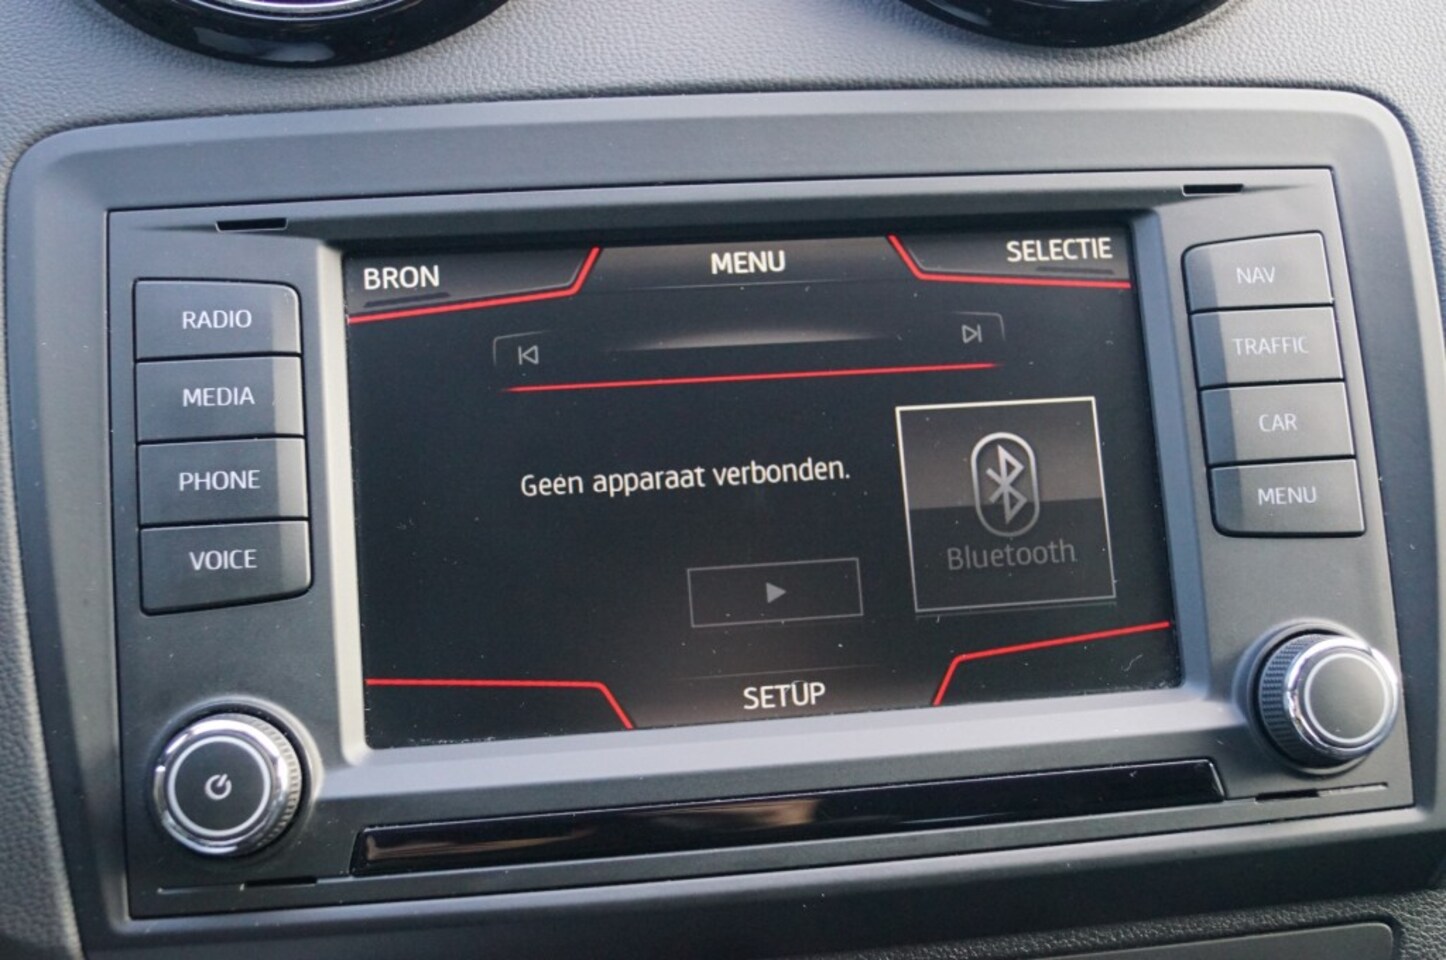 BRON
MENU
SELECTIE
RADIO
MEDIA
PHONE
VOICE
Geen apparaat verbonden.
Bluetooth
SETUP
NAV
TRAFFIC
CAR
MENU